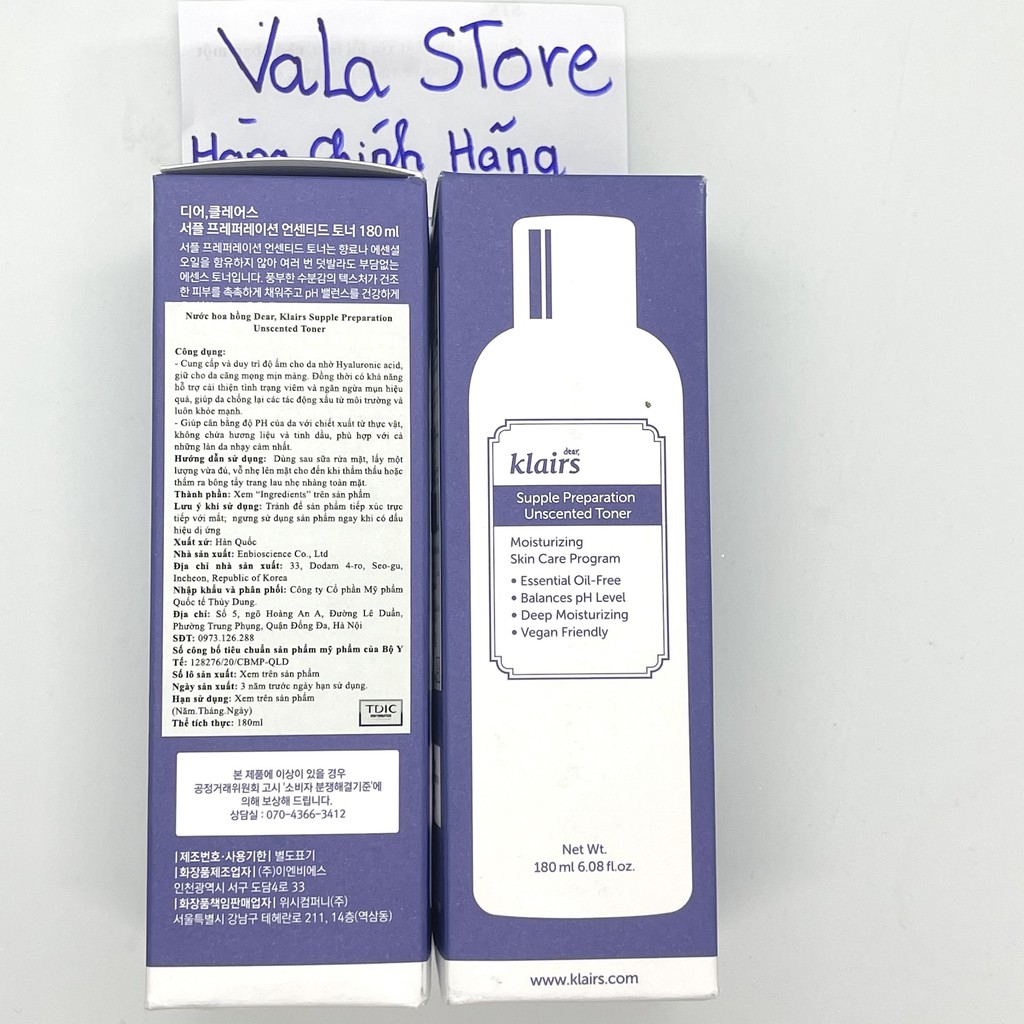 VaLa STore
Hàng Chính Hãng
디어,클레어스
서플 프레퍼레이션 언센티드 토너 180 ml
서플 프레퍼레이션 언센티드 토너는 향료나 에센셜
오일을 함유하지 않아 여러 번 덧발라도 부담없는
에센스 토너입니다. 풍부한 수분감의 텍스처가 건조
한 피부를 촉촉하게 채워주고 pH 밸런스를 건강하게
Nước hoa hồng Dear, Klairs Supple Preparation
Unscented Toner
Công dụng:
- Cung cấp và duy trì độ ẩm cho da nhờ Hyaluronic acid,
giữ cho da căng mọng mịn màng. Đồng thời có khả năng
hỗ trợ cải thiện tình trạng viêm và ngăn ngừa mụn hiệu
quả, giúp da chống lại các tác động xấu từ môi trường và
luôn khỏe mạnh.
- Giúp cân bằng độ PH của da với chiết xuất từ thực vật,
không chứa hương liệu và tinh dầu, phù hợp với cả
những làn da nhạy cảm nhất.
Hướng dẫn sử dụng: Dùng sau sữa rửa mặt, lấy một
lượng vừa đủ, vỗ nhẹ lên mặt cho đến khi thẩm thấu hoặc
thấm ra bông tẩy trang lau nhẹ nhàng toàn mặt.
Thành phần: Xem “Ingredients” trên sản phẩm
Lưu ý khi sử dụng: Tránh để sản phẩm tiếp xúc trực
tiếp với mắt; ngưng sử dụng sản phẩm ngay khi có dấu
hiệu dị ứng
Xuất xứ: Hàn Quốc
Nhà sản xuất: Enbioscience Co., Ltd
Địa chỉ nhà sản xuất: 33, Dodam 4-ro, Seo-gu,
Incheon, Republic of Korea
Nhập khẩu và phân phối: Công ty Cổ phần Mỹ phẩm
Quốc tế Thùy Dung.
Địa chỉ: Số 5, ngõ Hoàng An A, Đường Lê Duẩn,
Phường Trung Phụng, Quận Đống Đa, Hà Nội
SĐT: 0973.126.288
Số công bố tiêu chuẩn sản phẩm mỹ phẩm của Bộ Y
Tế: 128276/20/CBMP-QLD
Số lô sản xuất: Xem trên sản phẩm
Ngày sản xuất: 3 năm trước ngày hạn sử dụng.
Hạn sử dụng: Xem trên sản phẩm
(Năm.Tháng.Ngày)
Thể tích thực: 180ml
TDIC
DISTRIBUTOR
본 제품에 이상이 있을 경우
공정거래위원회 고시 '소비자 분쟁해결기준'에
의해 보상해 드립니다.
상담실 : 070-4366-3412
|제조번호·사용기한| 별도표기
|화장품제조업자| (주)이엔비에스
인천광역시 서구 도담4로 33
|화장품책임판매업자| 위시컴퍼니(주)
서울특별시 강남구 테헤란로 211, 14층(역삼동)
dear,
klairs
Supple Preparation
Unscented Toner
Moisturizing
Skin Care Program
• Essential Oil-Free
• Balances pH Level
• Deep Moisturizing
• Vegan Friendly
Net Wt.
180 ml 6.08 fl.oz.
www.klairs.com